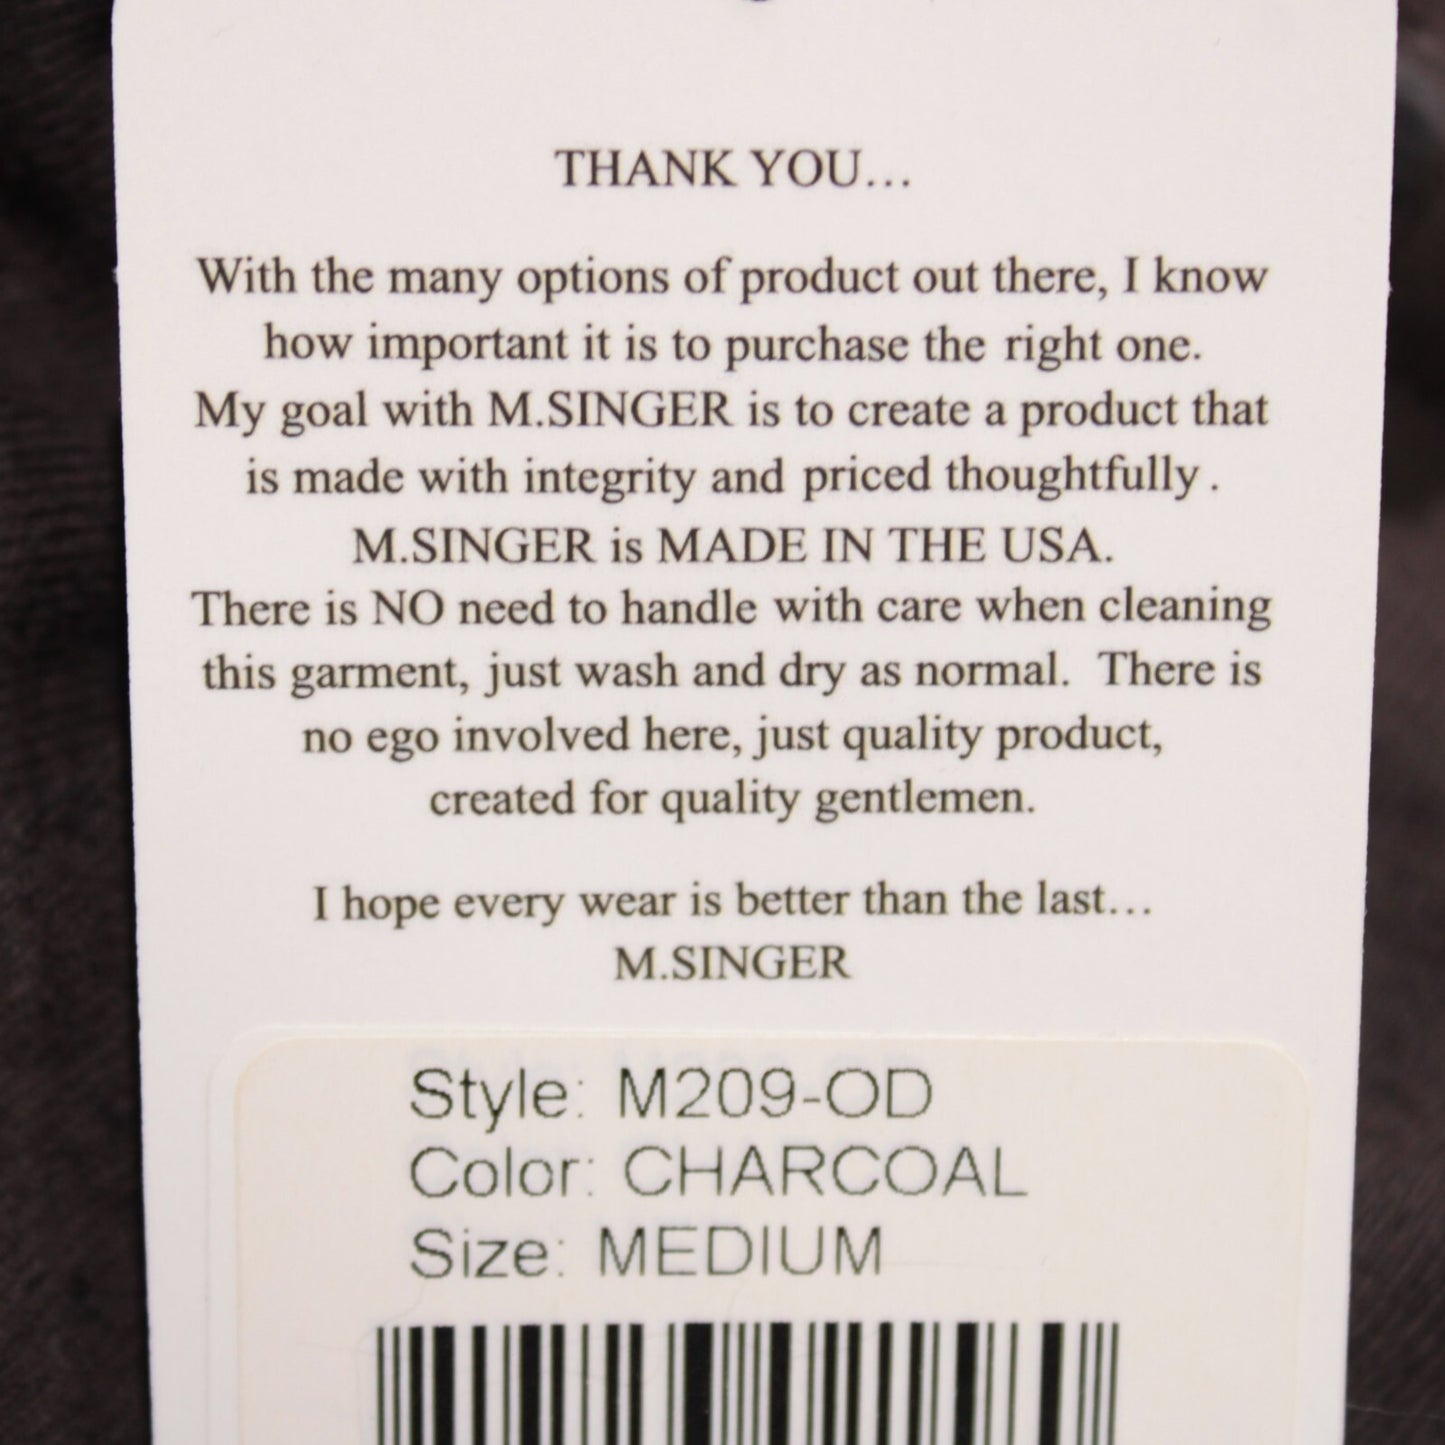 THANK YOU...
With the many options of product out there, I know
how important it is to purchase the right one.
My goal with M.SINGER is to create a product that
is made with integrity and priced thoughtfully .
M.SINGER is MADE IN THE USA.
There is NO need to handle with care when cleaning
this garment, just wash and dry as normal.  There is
no ego involved here, just quality product,
created for quality gentlemen.
I hope every wear is better than the last...
M.SINGER
Style: M209-OD
Color: CHARCOAL
Size: MEDIUM